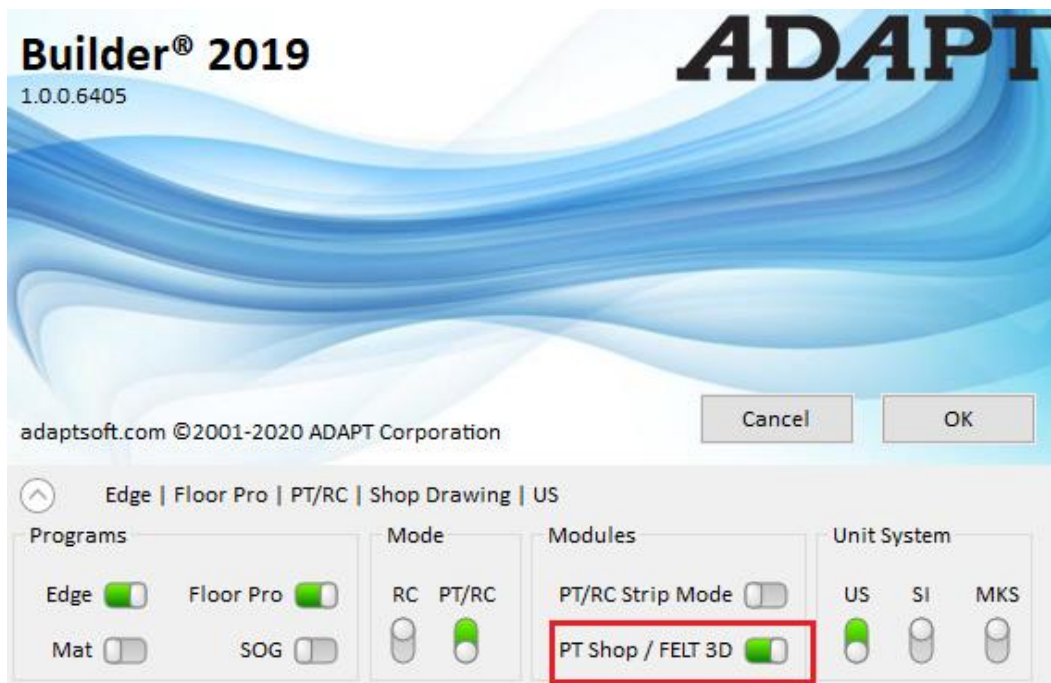 Builder® 2019
ADAPT
1.0.0.6405
adaptsoft.com ©2001-2020 ADAPT Corporation
Cancel
OK
Edge | Floor Pro | PT/RC | Shop Drawing | US
Programs
Edge
Floor Pro
Mat
SOG
Mode
RC
PT/RC
Modules
PT/RC Strip Mode
PT Shop / FELT 3D
Unit System
US
SI
MKS